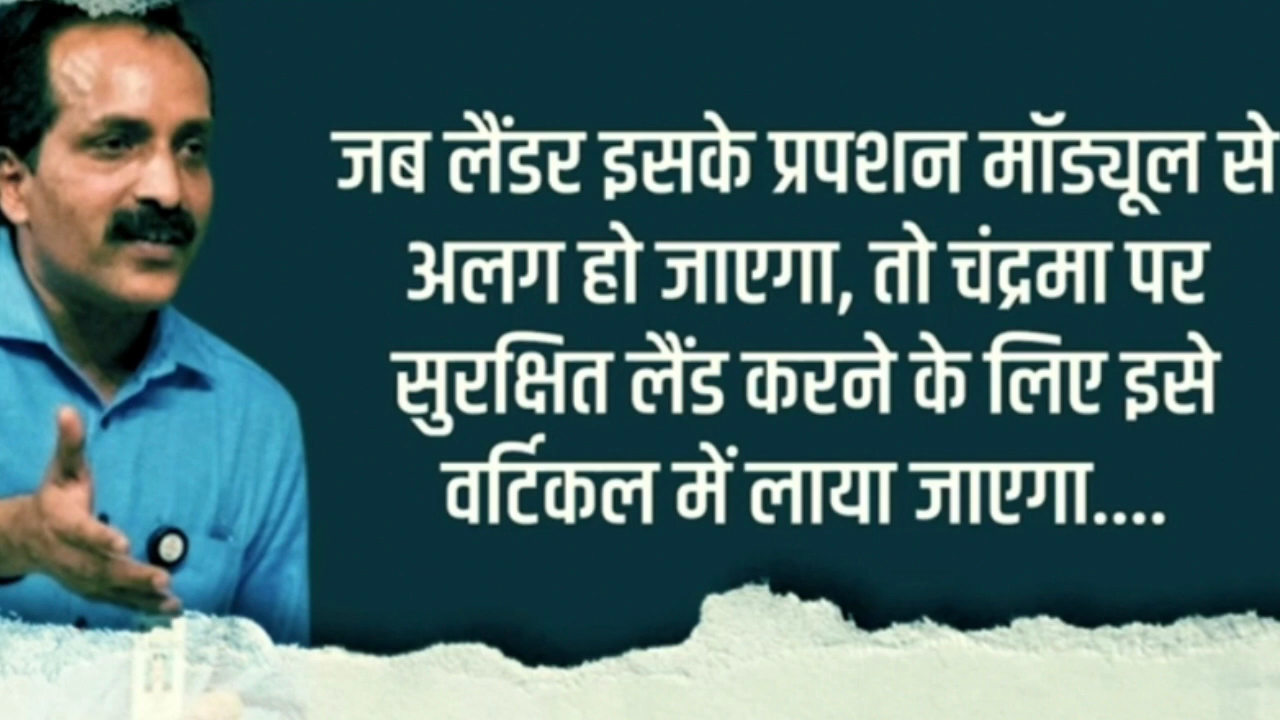 जब लैंडर इसके प्रपशन मॉड्यूल से
अलग हो जाएगा, तो चंद्रमा पर
सुरक्षित लैंड करने के लिए इसे
वर्टिकल में लाया जाएगा....